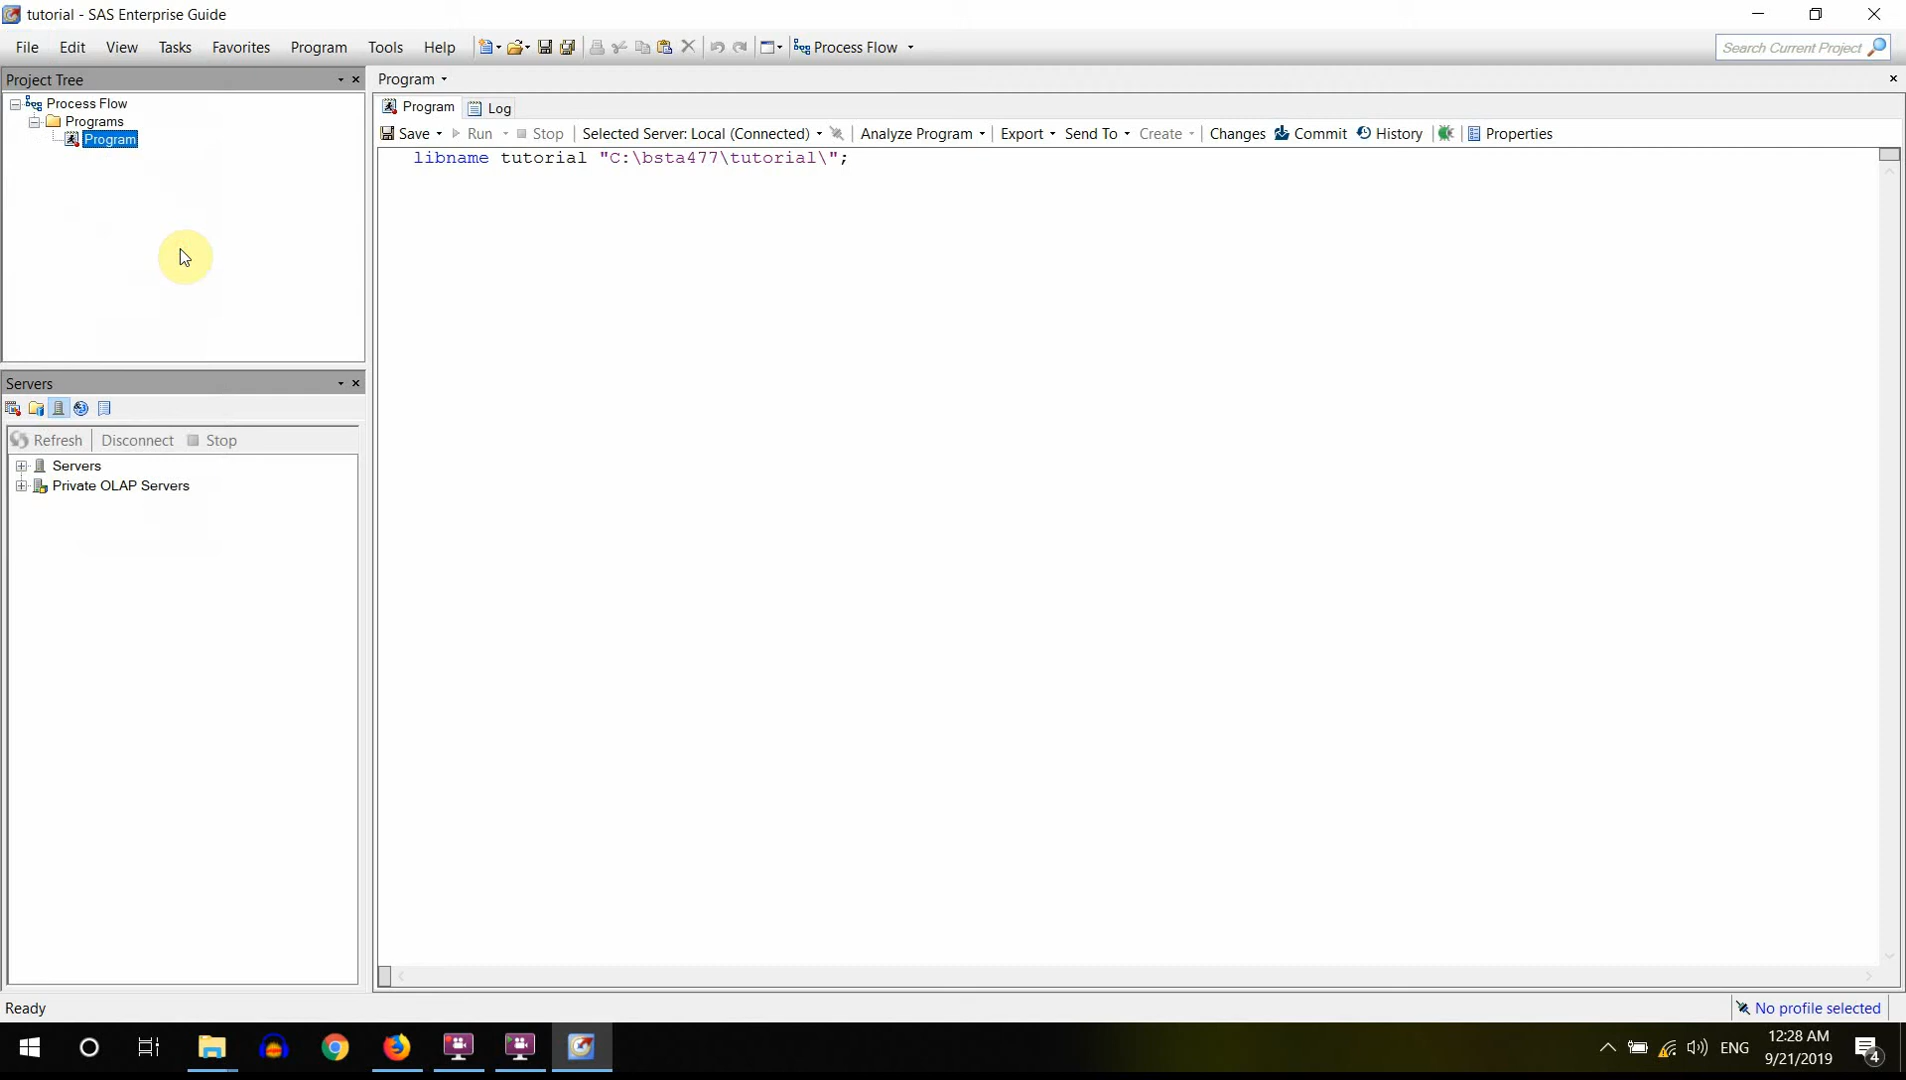 tutorial - SAS Enterprise Guide
File Edit View Tasks Favorites Program Tools Help Process Flow Search Current Project
Project Tree
Process Flow
Programs
Program
Program
Program Log
Save Run Stop Selected Server: Local (Connected) Analyze Program Export Send To Create Changes Commit History Properties
libname tutorial "C:\bsta477\tutorial\";
Servers
Refresh Disconnect Stop
Servers
Private OLAP Servers
Ready
No profile selected
ENG
12:28 AM
9/21/2019
4